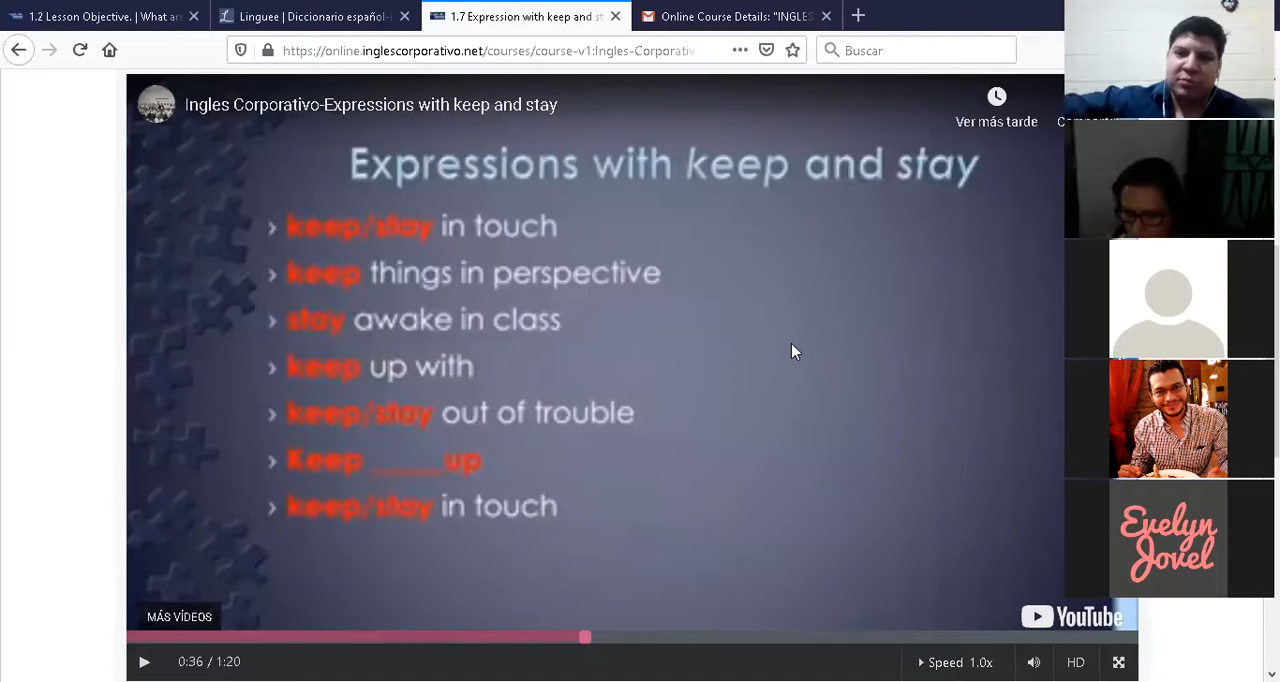 1.2 Lesson Objective. | What are
Linguee | Diccionario español-i
1.7 Expression with keep and st
Online Course Details: "INGLES
https://online.inglescorporativo.net/courses/course-v1:Ingles-Corporativ
Buscar
Ingles Corporativo-Expressions with keep and stay
Ver más tarde
Expressions with keep and stay
› keep/stay in touch
› keep things in perspective
› stay awake in class
› keep up with
› keep/stay out of trouble
› Keep _____up
› keep/stay in touch
MÁS VÍDEOS
YouTube
0:36 / 1:20
Speed 1.0x
HD
Evelyn
Jovel